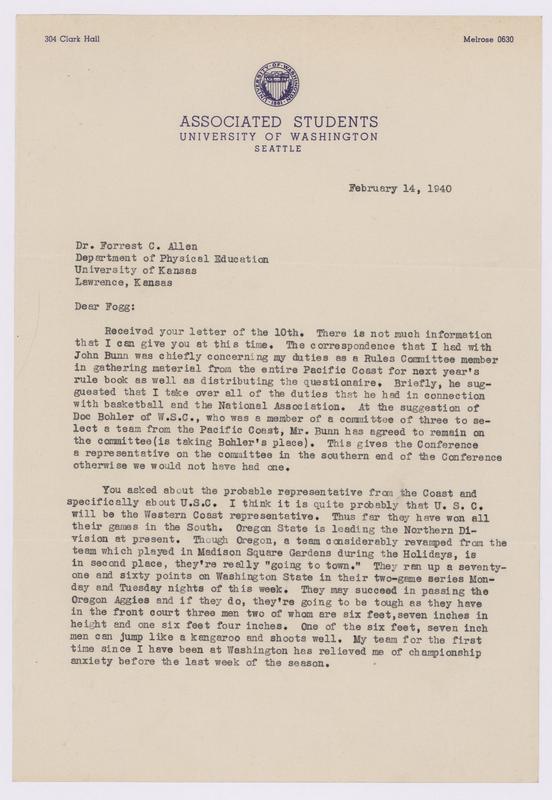 304 Clark Hall
Melrose 0630
UNIVERSITY OF WASHINGTON
1861
ASSOCIATED STUDENTS
UNIVERSITY OF WASHINGTON
SEATTLE
February 14, 1940
Dr. Forrest C. Allen
Department of Physical Education
University of Kansas
Lawrence, Kansas
Dear Fogg:
Received your letter of the 10th. There is not much information
that I can give you at this time. The correspondence that I had with
John Bunn was chiefly concerning my duties as a Rules Committee member
in gathering material from the entire Pacific Coast for next year's
rule book as well as distributing the questionaire. Briefly, he sug-
guested that I take over all of the duties that he had in connection
with basketball and the National Association. At the suggestion of
Doc Bohler of W.S.C., who was a member of a committee of three to se-
lect a team from the Pacific Coast, Mr. Bunn has agreed to remain on
the committee(is taking Bohler's place). This gives the Conference
a representative on the committee in the southern end of the Conference
otherwise we would not have had one.
You asked about the probable representative from the Coast and
specifically about U.S.C. I think it is quite probably that U. S. C.
will be the Western Coast representative. Thus far they have won all
their games in the South. Oregon State is leading the Northern Di-
vision at present. Though Oregon, a team considerably revamped from the
team which played in Madison Square Gardens during the Holidays, is
in second place, they're really "going to town." They ran up a seventy-
one and sixty points on Washington State in their two-game series Mon-
day and Tuesday nights of this week. They may succeed in passing the
Oregon Aggies and if they do, they're going to be tough as they have
in the front court three men two of whom are six feet,seven inches in
height and one six feet four inches. One of the six feet, seven inch
men can jump like a kangaroo and shoots well. My team for the first
time since I have been at Washington has relieved me of championship
anxiety before the last week of the season.